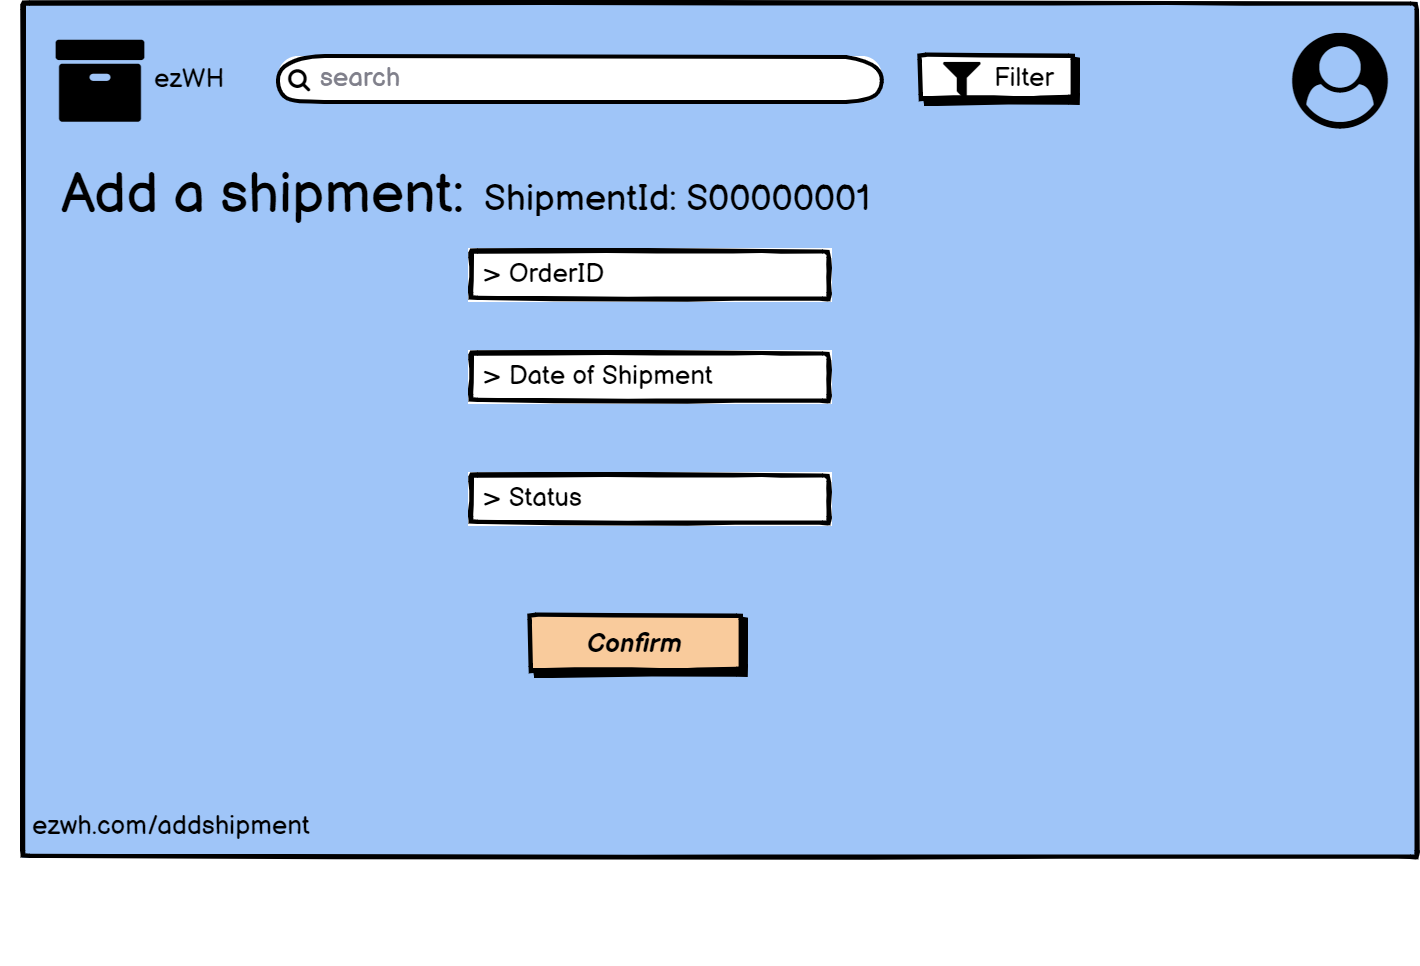 ezWH
search
Filter
Add a shipment: ShipmentId: S00000001
> OrderID
> Date of Shipment
> Status
Confirm
ezwh.com/addshipment